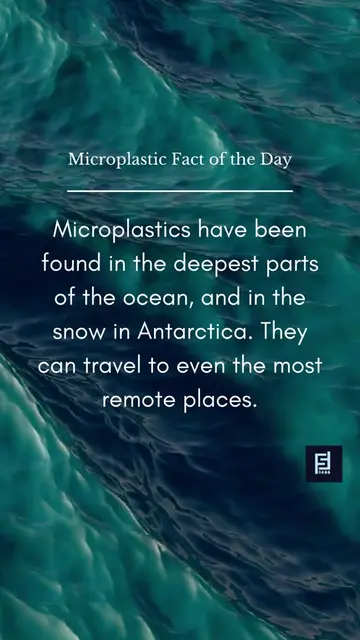 Microplastic Fact of the Day
Microplastics have been
found in the deepest parts
of the ocean, and in the
snow in Antarctica. They
can travel to even the most
remote places.